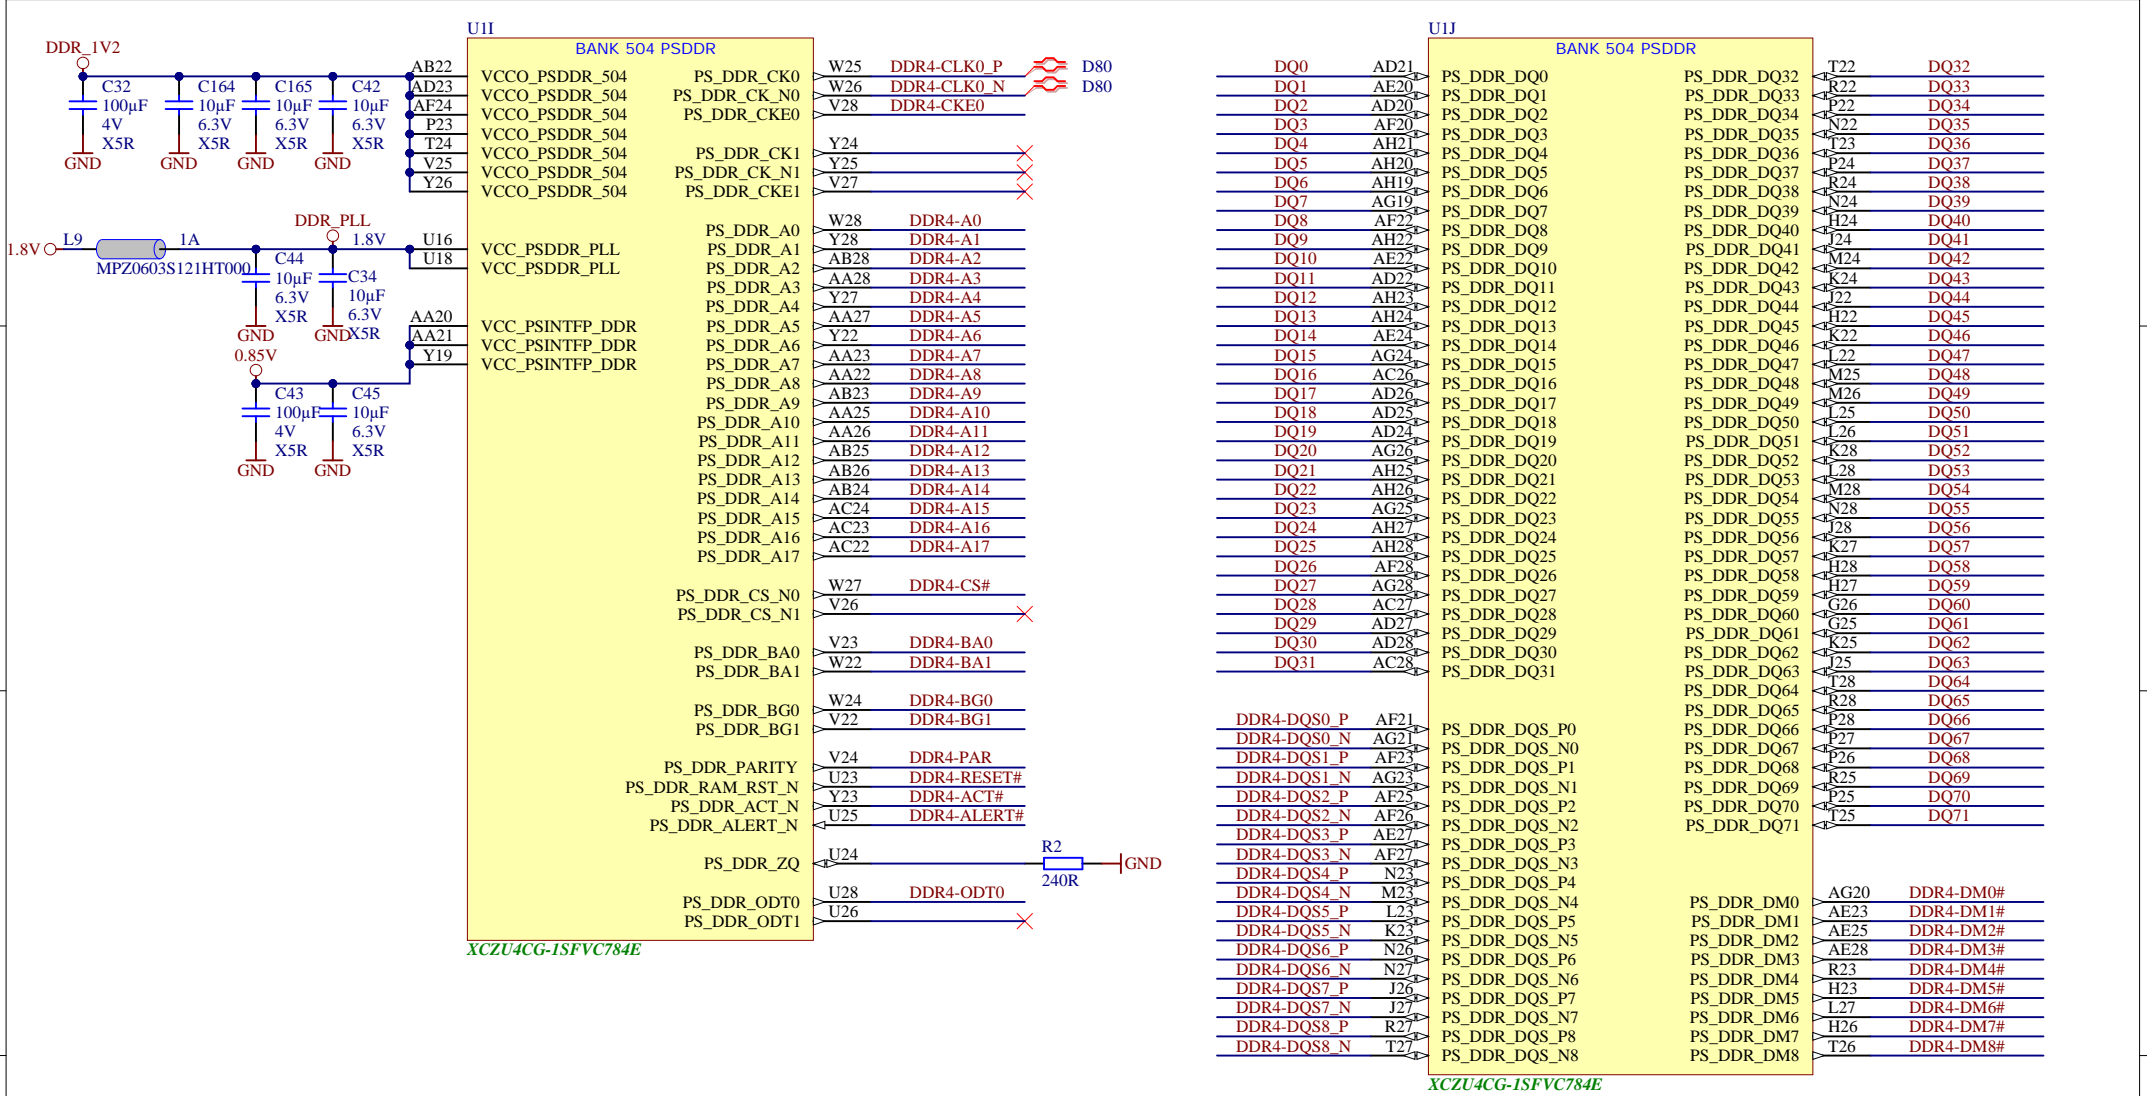 U1I
BANK 504 PSDDR
DDR_1V2
C32
100µF
4V
X5R
GND
C164
10µF
6.3V
X5R
GND
C165
10µF
6.3V
X5R
GND
C42
10µF
6.3V
X5R
GND
AB22 VCCO_PSDDR_504
AD23 VCCO_PSDDR_504
AF24 VCCO_PSDDR_504
P23 VCCO_PSDDR_504
T24 VCCO_PSDDR_504
V25 VCCO_PSDDR_504
Y26 VCCO_PSDDR_504
1.8V
L9
1A
MPZ0603S121HT000
DDR_PLL
1.8V
C44
10µF
6.3V
X5R
GND
C34
10µF
6.3V
X5R
GND
U16 VCC_PSDDR_PLL
U18 VCC_PSDDR_PLL
AA20 VCC_PSINTFP_DDR
AA21 VCC_PSINTFP_DDR
Y19 VCC_PSINTFP_DDR
0.85V
C43
100µF
4V
X5R
GND
C45
10µF
6.3V
X5R
GND
PS_DDR_CK0 W25 DDR4-CLK0_P D80
PS_DDR_CK_N0 W26 DDR4-CLK0_N D80
PS_DDR_CKE0 V28 DDR4-CKE0
PS_DDR_CK1 Y24
PS_DDR_CK_N1 Y25
PS_DDR_CKE1 V27
PS_DDR_A0 W28 DDR4-A0
PS_DDR_A1 Y28 DDR4-A1
PS_DDR_A2 AB28 DDR4-A2
PS_DDR_A3 AA28 DDR4-A3
PS_DDR_A4 Y27 DDR4-A4
PS_DDR_A5 AA27 DDR4-A5
PS_DDR_A6 Y22 DDR4-A6
PS_DDR_A7 AA23 DDR4-A7
PS_DDR_A8 AA22 DDR4-A8
PS_DDR_A9 AB23 DDR4-A9
PS_DDR_A10 AA25 DDR4-A10
PS_DDR_A11 AA26 DDR4-A11
PS_DDR_A12 AB25 DDR4-A12
PS_DDR_A13 AB26 DDR4-A13
PS_DDR_A14 AB24 DDR4-A14
PS_DDR_A15 AC24 DDR4-A15
PS_DDR_A16 AC23 DDR4-A16
PS_DDR_A17 AC22 DDR4-A17
PS_DDR_CS_N0 W27 DDR4-CS#
PS_DDR_CS_N1 V26
PS_DDR_BA0 V23 DDR4-BA0
PS_DDR_BA1 W22 DDR4-BA1
PS_DDR_BG0 W24 DDR4-BG0
PS_DDR_BG1 V22 DDR4-BG1
PS_DDR_PARITY V24 DDR4-PAR
PS_DDR_RAM_RST_N U23 DDR4-RESET#
PS_DDR_ACT_N Y23 DDR4-ACT#
PS_DDR_ALERT_N U25 DDR4-ALERT#
PS_DDR_ZQ U24 R2 GND
240R
PS_DDR_ODT0 U28 DDR4-ODT0
PS_DDR_ODT1 U26
XCZU4CG-1SFVC784E
U1J
BANK 504 PSDDR
DQ0 AD21 PS_DDR_DQ0
DQ1 AE20 PS_DDR_DQ1
DQ2 AD20 PS_DDR_DQ2
DQ3 AF20 PS_DDR_DQ3
DQ4 AH21 PS_DDR_DQ4
DQ5 AH20 PS_DDR_DQ5
DQ6 AH19 PS_DDR_DQ6
DQ7 AG19 PS_DDR_DQ7
DQ8 AF22 PS_DDR_DQ8
DQ9 AH22 PS_DDR_DQ9
DQ10 AE22 PS_DDR_DQ10
DQ11 AD22 PS_DDR_DQ11
DQ12 AH23 PS_DDR_DQ12
DQ13 AH24 PS_DDR_DQ13
DQ14 AE24 PS_DDR_DQ14
DQ15 AG24 PS_DDR_DQ15
DQ16 AC26 PS_DDR_DQ16
DQ17 AD26 PS_DDR_DQ17
DQ18 AD25 PS_DDR_DQ18
DQ19 AD24 PS_DDR_DQ19
DQ20 AG26 PS_DDR_DQ20
DQ21 AH25 PS_DDR_DQ21
DQ22 AH26 PS_DDR_DQ22
DQ23 AG25 PS_DDR_DQ23
DQ24 AH27 PS_DDR_DQ24
DQ25 AH28 PS_DDR_DQ25
DQ26 AF28 PS_DDR_DQ26
DQ27 AG28 PS_DDR_DQ27
DQ28 AC27 PS_DDR_DQ28
DQ29 AD27 PS_DDR_DQ29
DQ30 AD28 PS_DDR_DQ30
DQ31 AC28 PS_DDR_DQ31
DDR4-DQS0_P AF21 PS_DDR_DQS_P0
DDR4-DQS0_N AG21 PS_DDR_DQS_N0
DDR4-DQS1_P AF23 PS_DDR_DQS_P1
DDR4-DQS1_N AG23 PS_DDR_DQS_N1
DDR4-DQS2_P AF25 PS_DDR_DQS_P2
DDR4-DQS2_N AF26 PS_DDR_DQS_N2
DDR4-DQS3_P AE27 PS_DDR_DQS_P3
DDR4-DQS3_N AF27 PS_DDR_DQS_N3
DDR4-DQS4_P N23 PS_DDR_DQS_P4
DDR4-DQS4_N M23 PS_DDR_DQS_N4
DDR4-DQS5_P L23 PS_DDR_DQS_P5
DDR4-DQS5_N K23 PS_DDR_DQS_N5
DDR4-DQS6_P N26 PS_DDR_DQS_P6
DDR4-DQS6_N N27 PS_DDR_DQS_N6
DDR4-DQS7_P J26 PS_DDR_DQS_P7
DDR4-DQS7_N J27 PS_DDR_DQS_N7
DDR4-DQS8_P R27 PS_DDR_DQS_P8
DDR4-DQS8_N T27 PS_DDR_DQS_N8
PS_DDR_DQ32 T22 DQ32
PS_DDR_DQ33 R22 DQ33
PS_DDR_DQ34 P22 DQ34
PS_DDR_DQ35 N22 DQ35
PS_DDR_DQ36 T23 DQ36
PS_DDR_DQ37 P24 DQ37
PS_DDR_DQ38 R24 DQ38
PS_DDR_DQ39 N24 DQ39
PS_DDR_DQ40 H24 DQ40
PS_DDR_DQ41 J24 DQ41
PS_DDR_DQ42 M24 DQ42
PS_DDR_DQ43 K24 DQ43
PS_DDR_DQ44 J22 DQ44
PS_DDR_DQ45 H22 DQ45
PS_DDR_DQ46 K22 DQ46
PS_DDR_DQ47 L22 DQ47
PS_DDR_DQ48 M25 DQ48
PS_DDR_DQ49 M26 DQ49
PS_DDR_DQ50 L25 DQ50
PS_DDR_DQ51 L26 DQ51
PS_DDR_DQ52 K28 DQ52
PS_DDR_DQ53 L28 DQ53
PS_DDR_DQ54 M28 DQ54
PS_DDR_DQ55 N28 DQ55
PS_DDR_DQ56 J28 DQ56
PS_DDR_DQ57 K27 DQ57
PS_DDR_DQ58 H28 DQ58
PS_DDR_DQ59 H27 DQ59
PS_DDR_DQ60 G26 DQ60
PS_DDR_DQ61 G25 DQ61
PS_DDR_DQ62 K25 DQ62
PS_DDR_DQ63 J25 DQ63
PS_DDR_DQ64 T28 DQ64
PS_DDR_DQ65 R28 DQ65
PS_DDR_DQ66 P28 DQ66
PS_DDR_DQ67 P27 DQ67
PS_DDR_DQ68 P26 DQ68
PS_DDR_DQ69 R25 DQ69
PS_DDR_DQ70 P25 DQ70
PS_DDR_DQ71 T25 DQ71
PS_DDR_DM0 AG20 DDR4-DM0#
PS_DDR_DM1 AE23 DDR4-DM1#
PS_DDR_DM2 AE25 DDR4-DM2#
PS_DDR_DM3 AE28 DDR4-DM3#
PS_DDR_DM4 R23 DDR4-DM4#
PS_DDR_DM5 H23 DDR4-DM5#
PS_DDR_DM6 L27 DDR4-DM6#
PS_DDR_DM7 H26 DDR4-DM7#
PS_DDR_DM8 T26 DDR4-DM8#
XCZU4CG-1SFVC784E